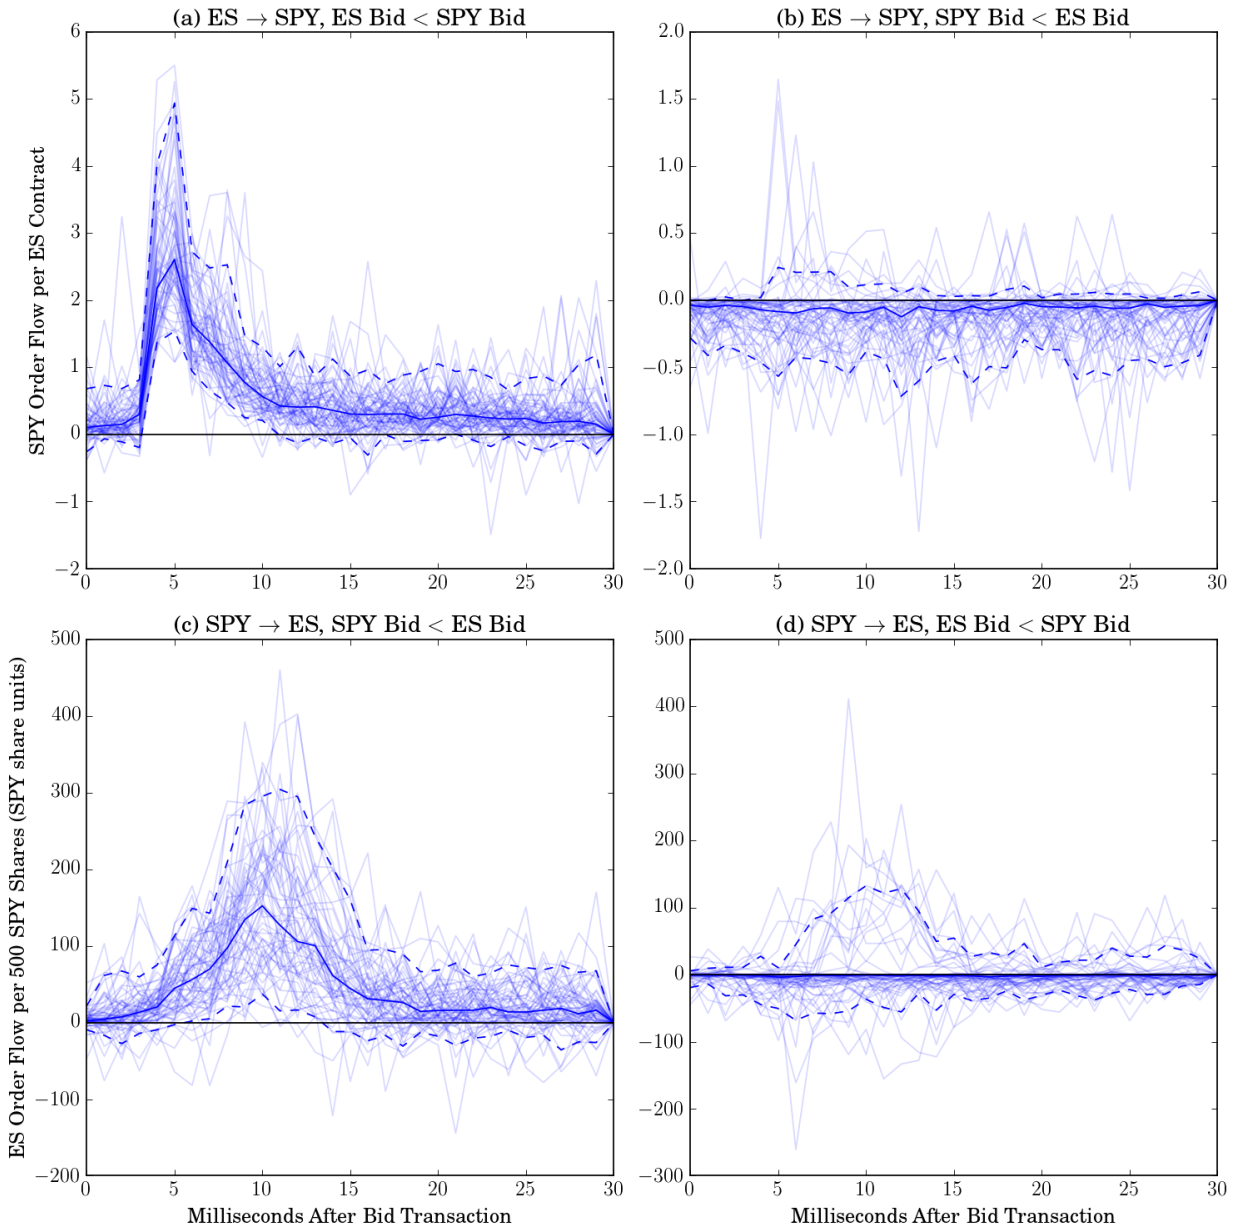 (a) ES → SPY, ES Bid < SPY Bid
6
5
4
3
2
1
0
−1
−2
0 5 10 15 20 25 30
SPY Order Flow per ES Contract
(b) ES → SPY, SPY Bid < ES Bid
2.0
1.5
1.0
0.5
0.0
−0.5
−1.0
−1.5
−2.0
0 5 10 15 20 25 30
(c) SPY → ES, SPY Bid < ES Bid
500
400
300
200
100
0
−100
−200
0 5 10 15 20 25 30
ES Order Flow per 500 SPY Shares (SPY share units)
Milliseconds After Bid Transaction
(d) SPY → ES, ES Bid < SPY Bid
500
400
300
200
100
0
−100
−200
−300
0 5 10 15 20 25 30
Milliseconds After Bid Transaction